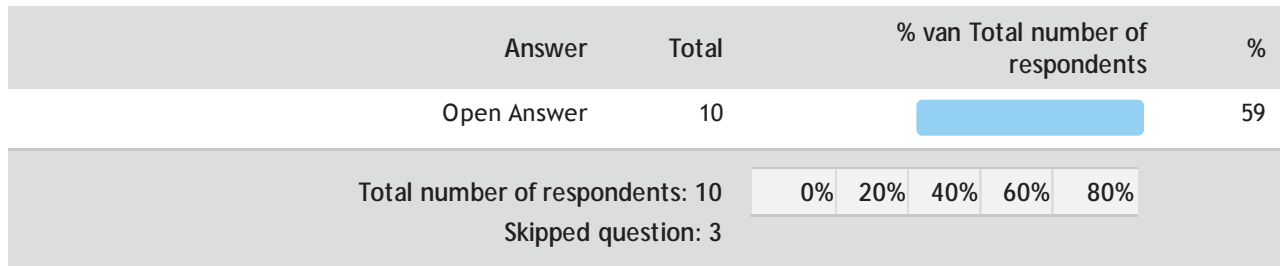 Answer Total % van Total number of respondents %
Open Answer 10 59
Total number of respondents: 10 0% 20% 40% 60% 80%
Skipped question: 3